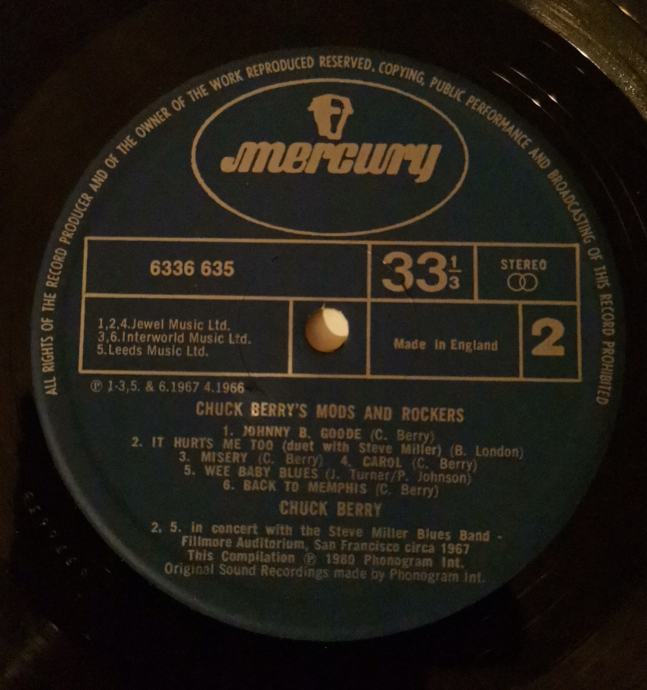 ALL RIGHTS OF THE RECORD PRODUCER AND OF THE OWNER OF THE WORK REPRODUCED RESERVED. COPYING, PUBLIC PERFORMANCE AND BROADCASTING OF THIS RECORD PROHIBITED
mercury
6336 635
33⅓
STEREO
1,2,4.Jewel Music Ltd.
3,6.Interworld Music Ltd.
5.Leeds Music Ltd.
Made in England
2
℗ 1-3,5. & 6.1967 4.1966
CHUCK BERRY'S MODS AND ROCKERS
1. JOHNNY B. GOODE (C. Berry)
2. IT HURTS ME TOO (duet with Steve Miller) (B. London)
3. MISERY (C. Berry) 4. CAROL (C. Berry)
5. WEE BABY BLUES (J. Turner/P. Johnson)
6. BACK TO MEMPHIS (C. Berry)
CHUCK BERRY
2, 5. in concert with the Steve Miller Blues Band -
Fillmore Auditorium, San Francisco circa 1967
This Compilation ℗ 1980 Phonogram Int.
Original Sound Recordings made by Phonogram Int.